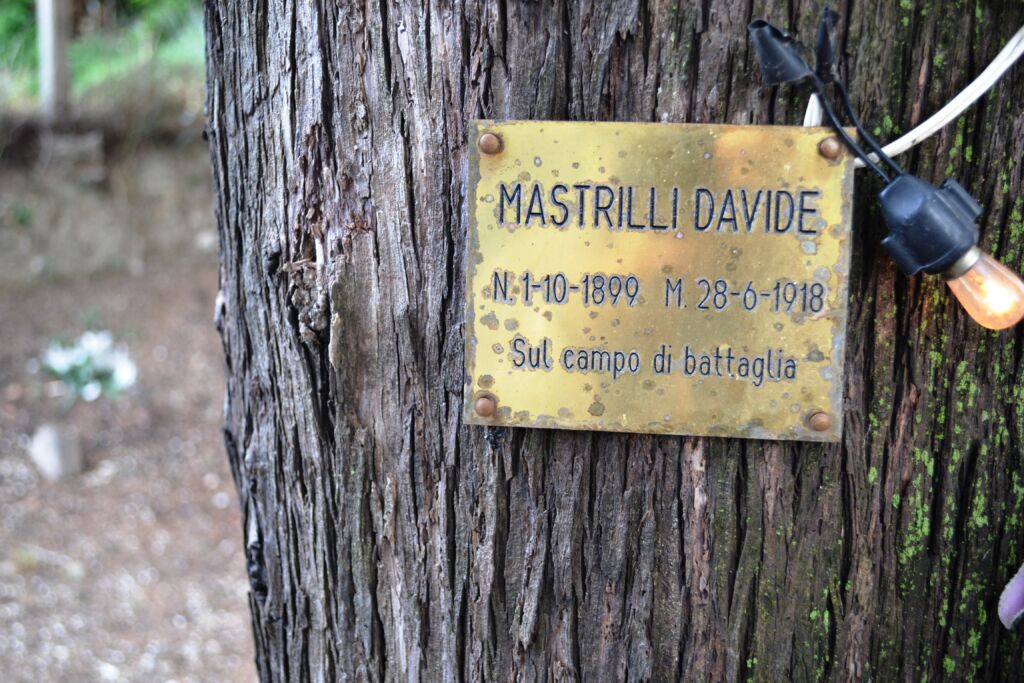 MASTRILLI DAVIDE
N. 1-10-1899 M. 28-6-1918
Sul campo di battaglia